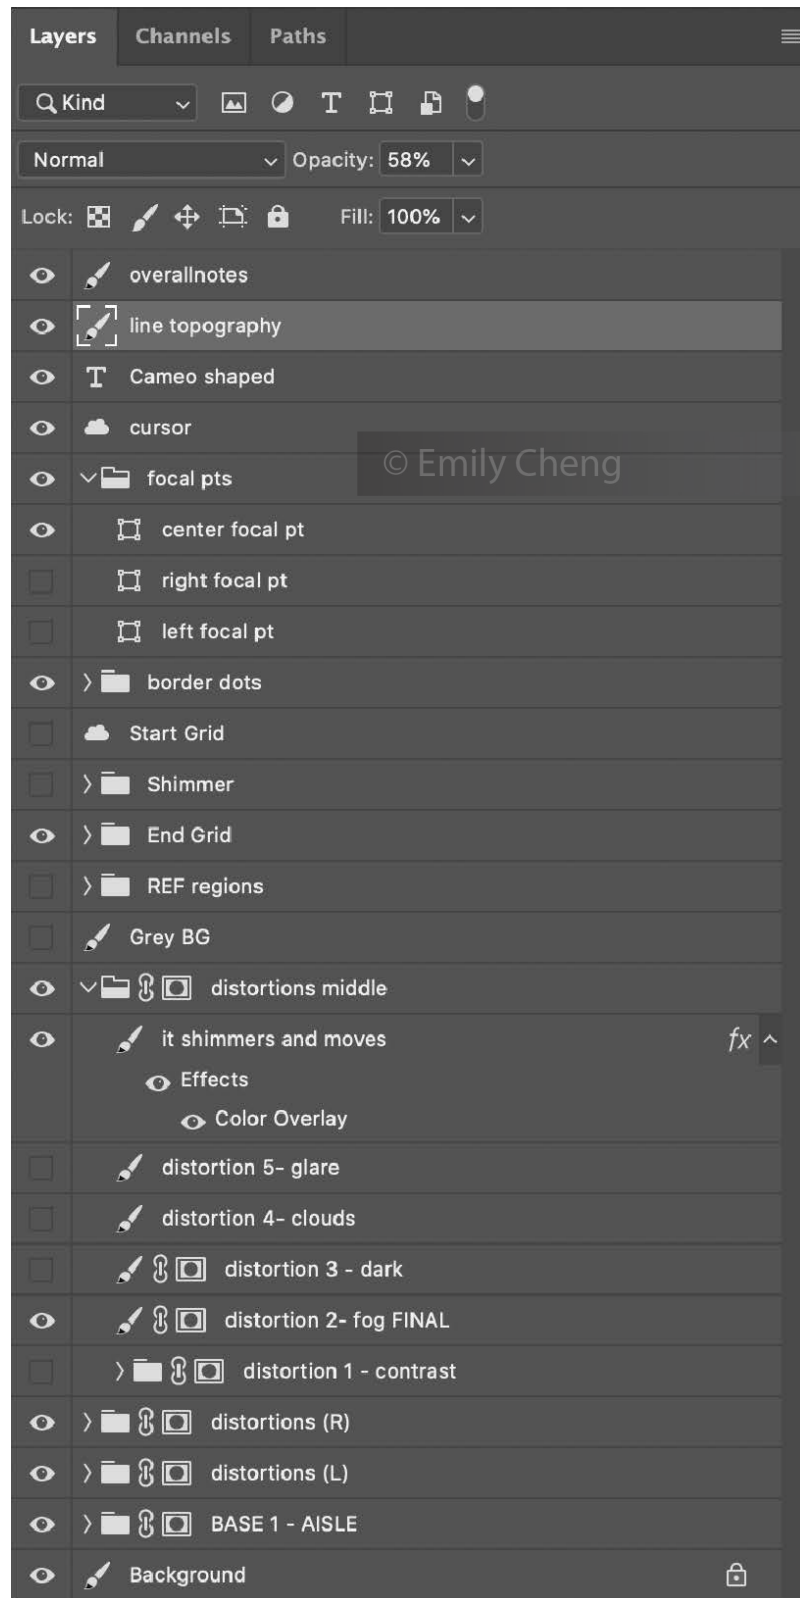 Layers Channels Paths
Kind T
Normal Opacity: 58%
Lock: Fill: 100%
overallnotes
line topography
T Cameo shaped
cursor
© Emily Cheng
focal pts
center focal pt
right focal pt
left focal pt
border dots
Start Grid
Shimmer
End Grid
REF regions
Grey BG
distortions middle
it shimmers and moves fx
Effects
Color Overlay
distortion 5- glare
distortion 4- clouds
distortion 3 - dark
distortion 2- fog FINAL
distortion 1 - contrast
distortions (R)
distortions (L)
BASE 1 - AISLE
Background